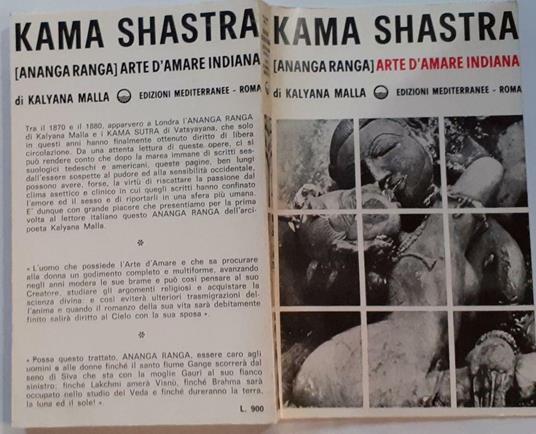 KAMA SHASTRA
[ANANGA RANGA] ARTE D'AMARE INDIANA
di KALYANA MALLA EDIZIONI MEDITERRANEE - ROMA
Tra il 1870 e il 1880, apparvero a Londra l'ANANGA RANGA
di Kalyana Malla e i KAMA SUTRA di Vatsyayana, che solo
in questi anni hanno finalmente ottenuto diritto di libera
circolazione. Da una attenta lettura di queste opere, ci si
può rendere conto che dopo la marea immane di scritti ses-
suologici tedeschi e americani, queste pagine, ben lungi
dall'essere sospette al pudore ed alla sensibilità occidentale,
possono avere, forse, la virtù di riscattare la passione dal
clima asettico e clinico in cui quegli scritti hanno confinato
l'amore ed il sesso e di riportarli in una sfera più umana.
E' dunque con grande piacere che presentiamo per la prima
volta al lettore italiano questo ANANGA RANGA dell'arci-
poeta Kalyana Malla.
*
« L'uomo che possiede l'Arte d'Amare e che sa procurare
alla donna un godimento completo e multiforme, avanzando
negli anni modera le sue brame e può così pensare al suo
Creatore, studiare gli argomenti religiosi e acquistare la
scienza divina: e così eviterà ulteriori trasmigrazioni del-
l'anima e quando il romanzo della sua vita sarà debitamente
finito salirà diritto al Cielo con la sua sposa ».
*
« Possa questo trattato, ANANGA RANGA, essere caro agli
uomini e alle donne finché il santo fiume Gange scorrerà dal
seno di Siva che sta con la moglie Gaurī al suo fianco
sinistro; finché Lakchmi amerà Visnù, finché Brahma sarà
occupato nello studio del Veda e finché dureranno la terra,
la luna ed il sole! ».
L. 900
KAMA SHASTRA
[ANANGA RANGA] ARTE D'AMARE INDIANA
di KALYANA MALLA EDIZIONI MEDITERRANEE - ROMA